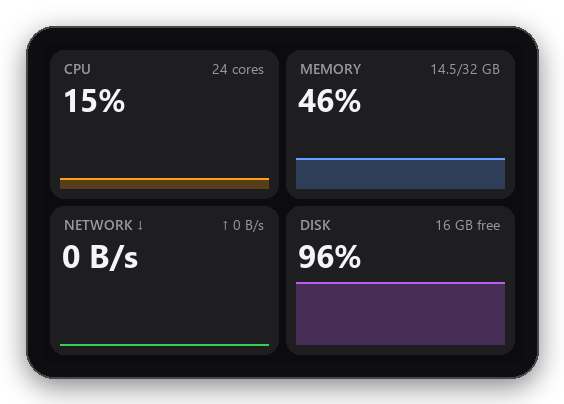 CPU 24 cores
15%
MEMORY 14.5/32 GB
46%
NETWORK ↓ ↑ 0 B/s
0 B/s
DISK 16 GB free
96%